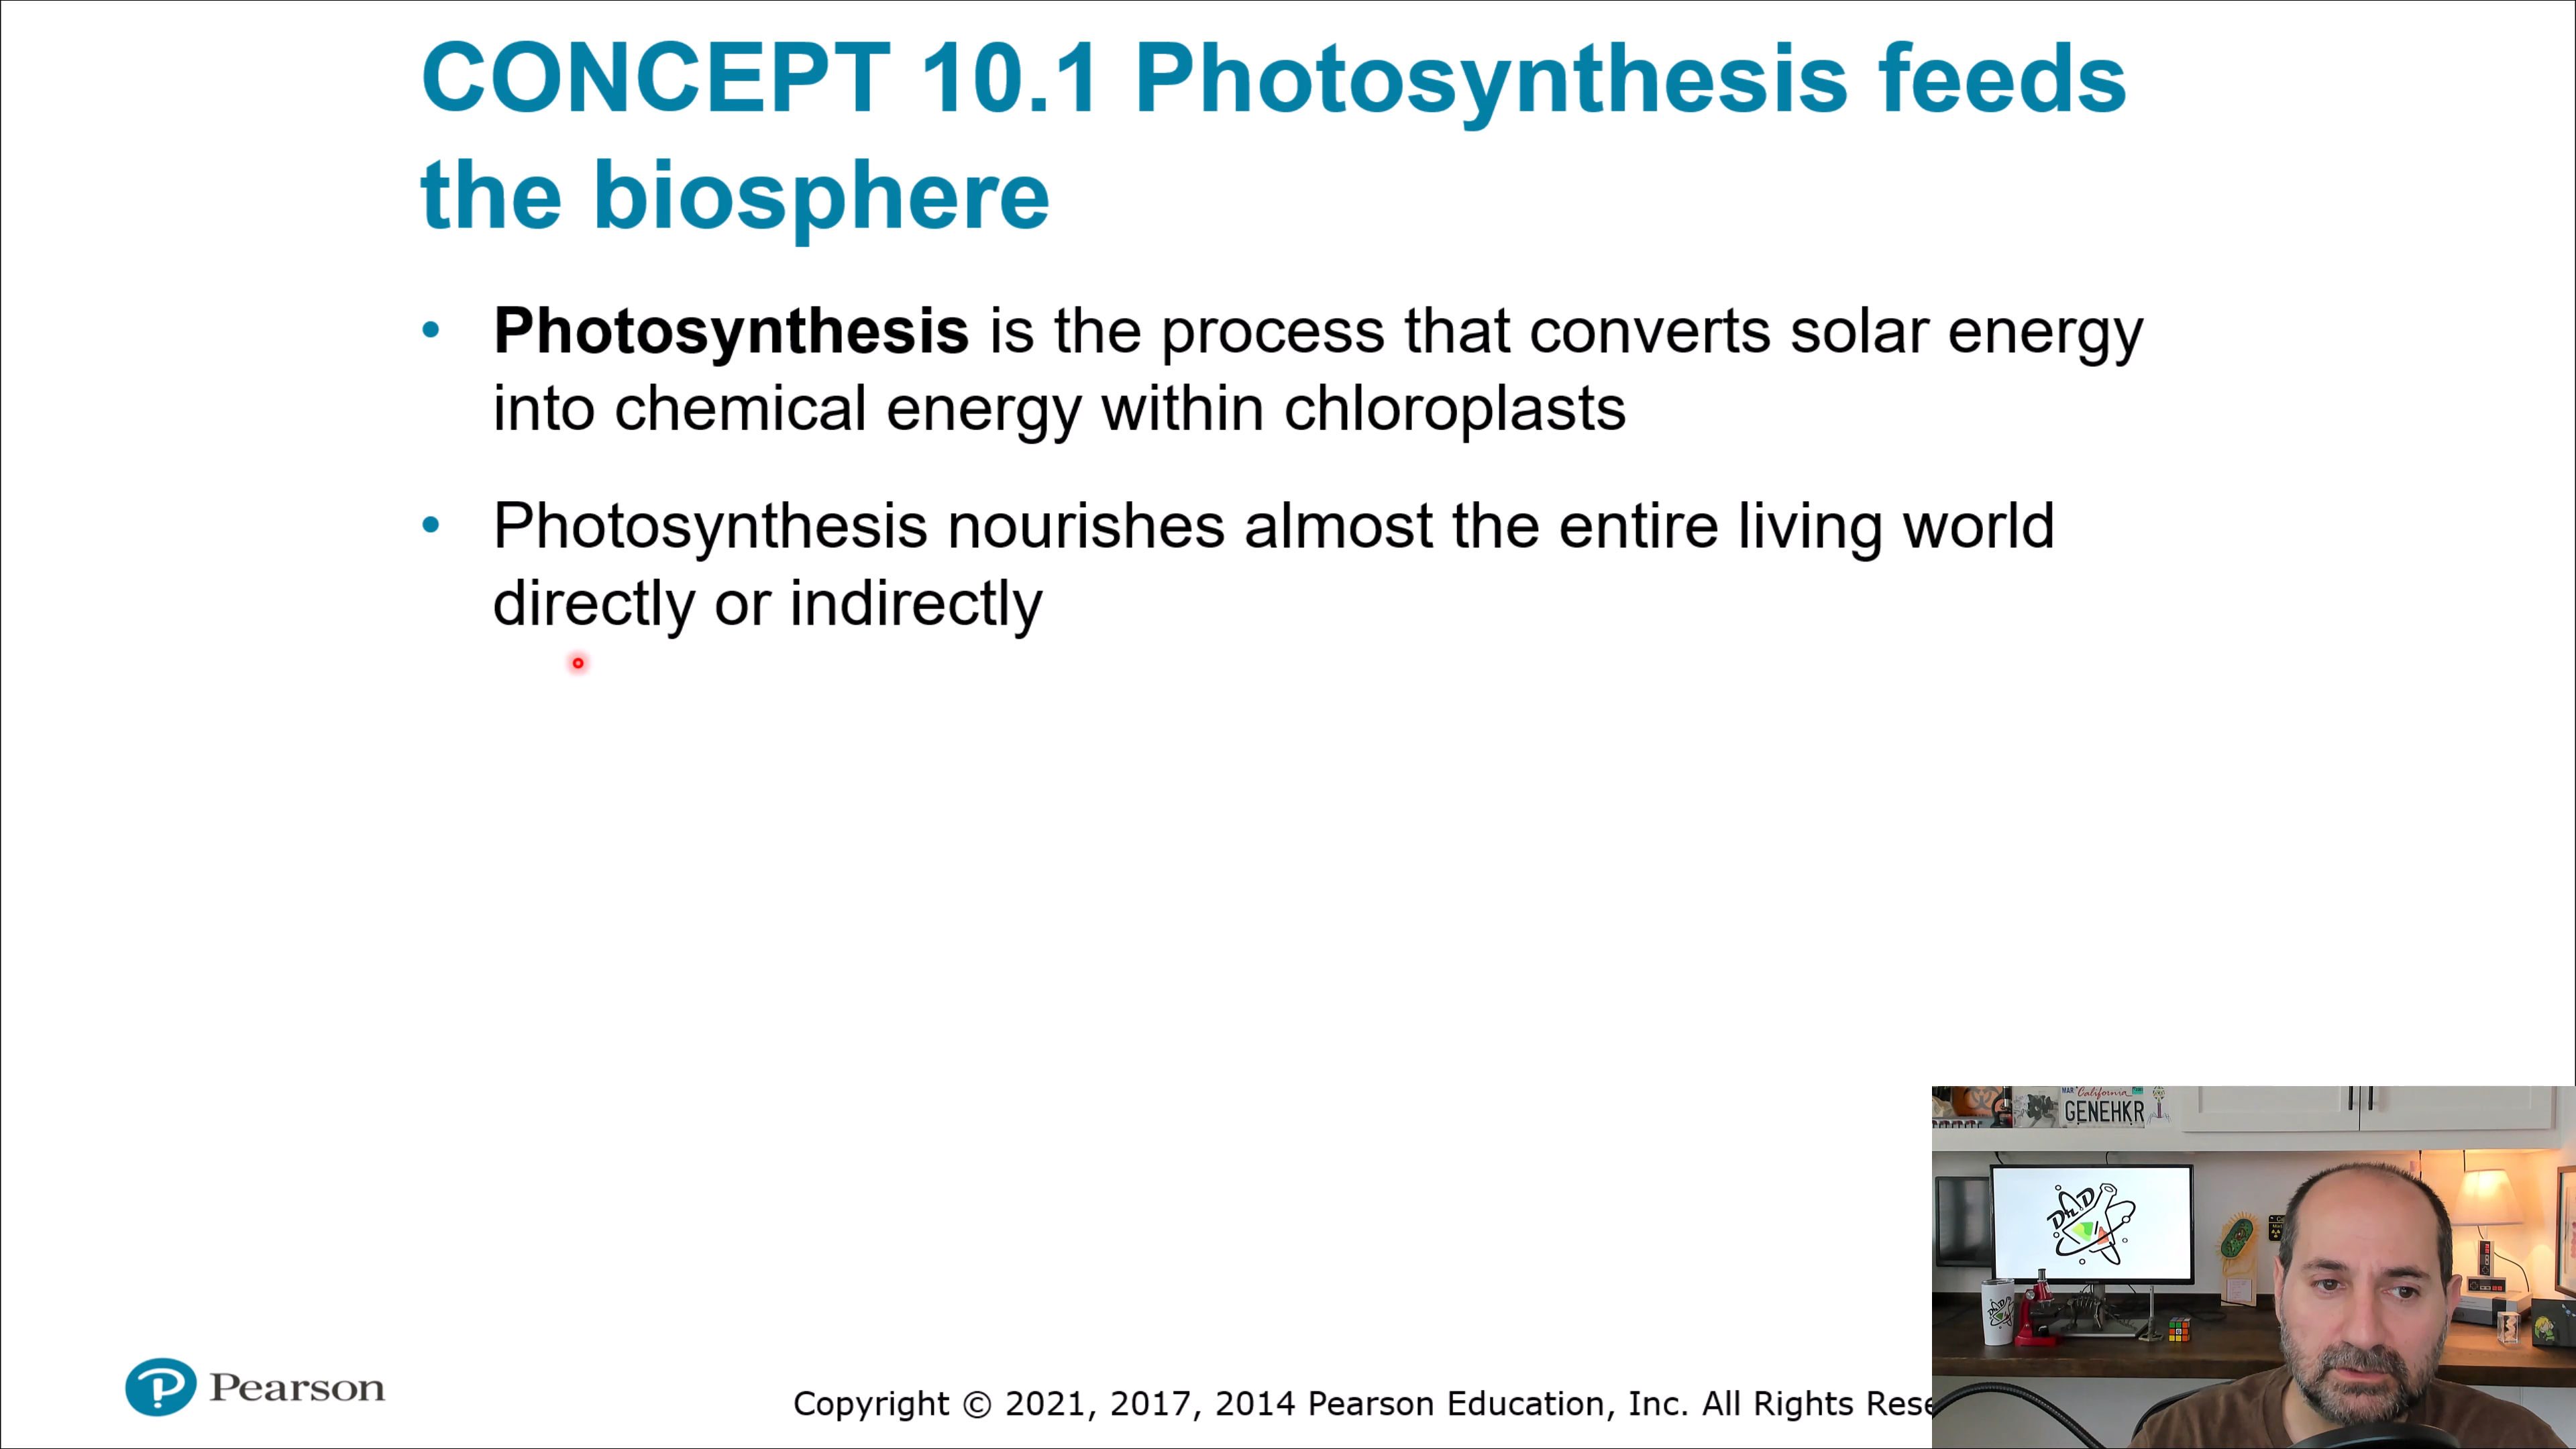 CONCEPT 10.1 Photosynthesis feeds
the biosphere
• Photosynthesis is the process that converts solar energy
into chemical energy within chloroplasts
• Photosynthesis nourishes almost the entire living world
directly or indirectly
MAR California
GENEHKR
Dr. D
Pearson
Copyright © 2021, 2017, 2014 Pearson Education, Inc. All Rights Rese